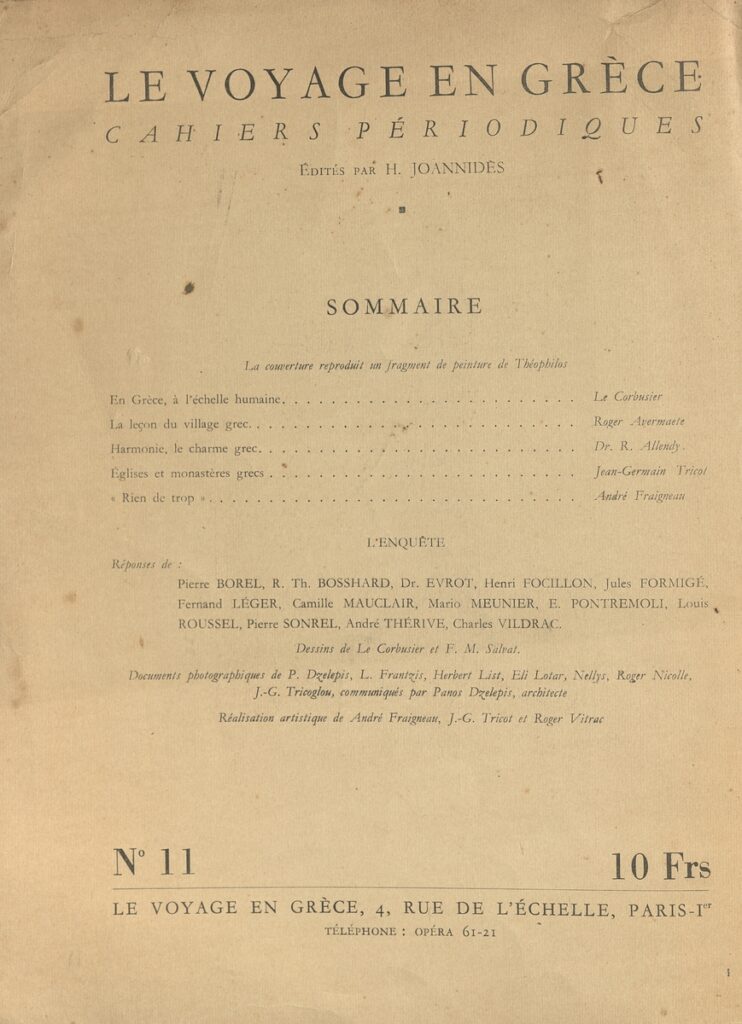 LE VOYAGE EN GRÈCE
CAHIERS PÉRIODIQUES
ÉDITÉS PAR H. JOANNIDÈS
SOMMAIRE
La couverture reproduit un fragment de peinture de Théophilos
En Grèce, à l'échelle humaine. . . . . . . . . . . . . . . . . . . . . . . . Le Corbusier
La leçon du village grec. . . . . . . . . . . . . . . . . . . . . . . . . . . Roger Avermaete
Harmonie, le charme grec. . . . . . . . . . . . . . . . . . . . . . . . . . Dr. R. Allendy.
Églises et monastères grecs . . . . . . . . . . . . . . . . . . . . . . . . . Jean-Germain Tricot
« Rien de trop ». . . . . . . . . . . . . . . . . . . . . . . . . . . . . . André Fraigneau
L'ENQUÊTE
Réponses de :
Pierre BOREL, R. Th. BOSSHARD, Dr. EVROT, Henri FOCILLON, Jules FORMIGÉ,
Fernand LÉGER, Camille MAUCLAIR, Mario MEUNIER, E. PONTREMOLI, Louis
ROUSSEL, Pierre SONREL, André THÉRIVE, Charles VILDRAC.
Dessins de Le Corbusier et F. M. Salvat.
Documents photographiques de P. Dzelepis, L. Frantzis, Herbert List, Eli Lotar, Nellys, Roger Nicolle,
J.-G. Tricoglou, communiqués par Panos Dzelepis, architecte
Réalisation artistique de André Fraigneau, J.-G. Tricot et Roger Vitrac
Nº 11 10 Frs
LE VOYAGE EN GRÈCE, 4, RUE DE L'ÉCHELLE, PARIS-Ier
TÉLÉPHONE : OPÉRA 61-21
1